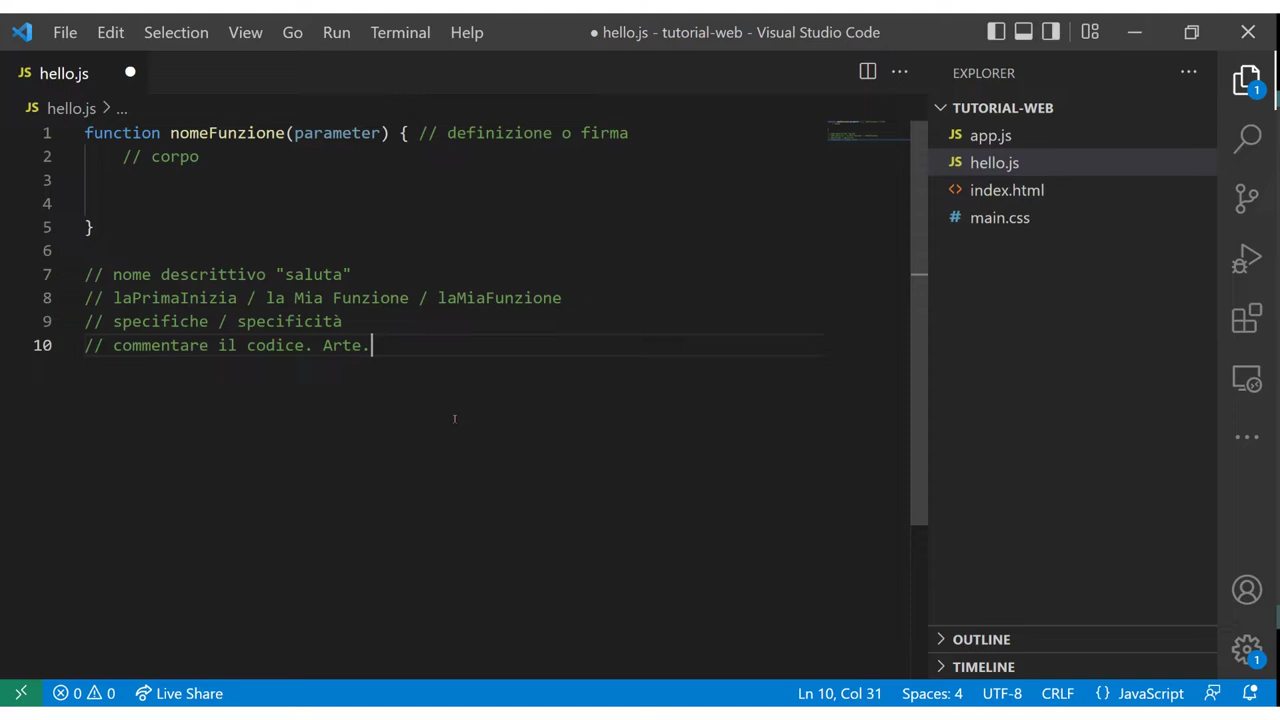 File Edit Selection View Go Run Terminal Help ● hello.js - tutorial-web - Visual Studio Code
JS hello.js
EXPLORER
JS hello.js > ...
TUTORIAL-WEB
1 function nomeFunzione(parameter) { // definizione o firma
2 // corpo
3
4
5 }
6
7 // nome descrittivo "saluta"
8 // laPrimaInizia / la Mia Funzione / laMiaFunzione
9 // specifiche / specificità
10 // commentare il codice. Arte.
JS app.js
JS hello.js
<> index.html
# main.css
1
OUTLINE
TIMELINE
1
0 0 Live Share
Ln 10, Col 31 Spaces: 4 UTF-8 CRLF {} JavaScript